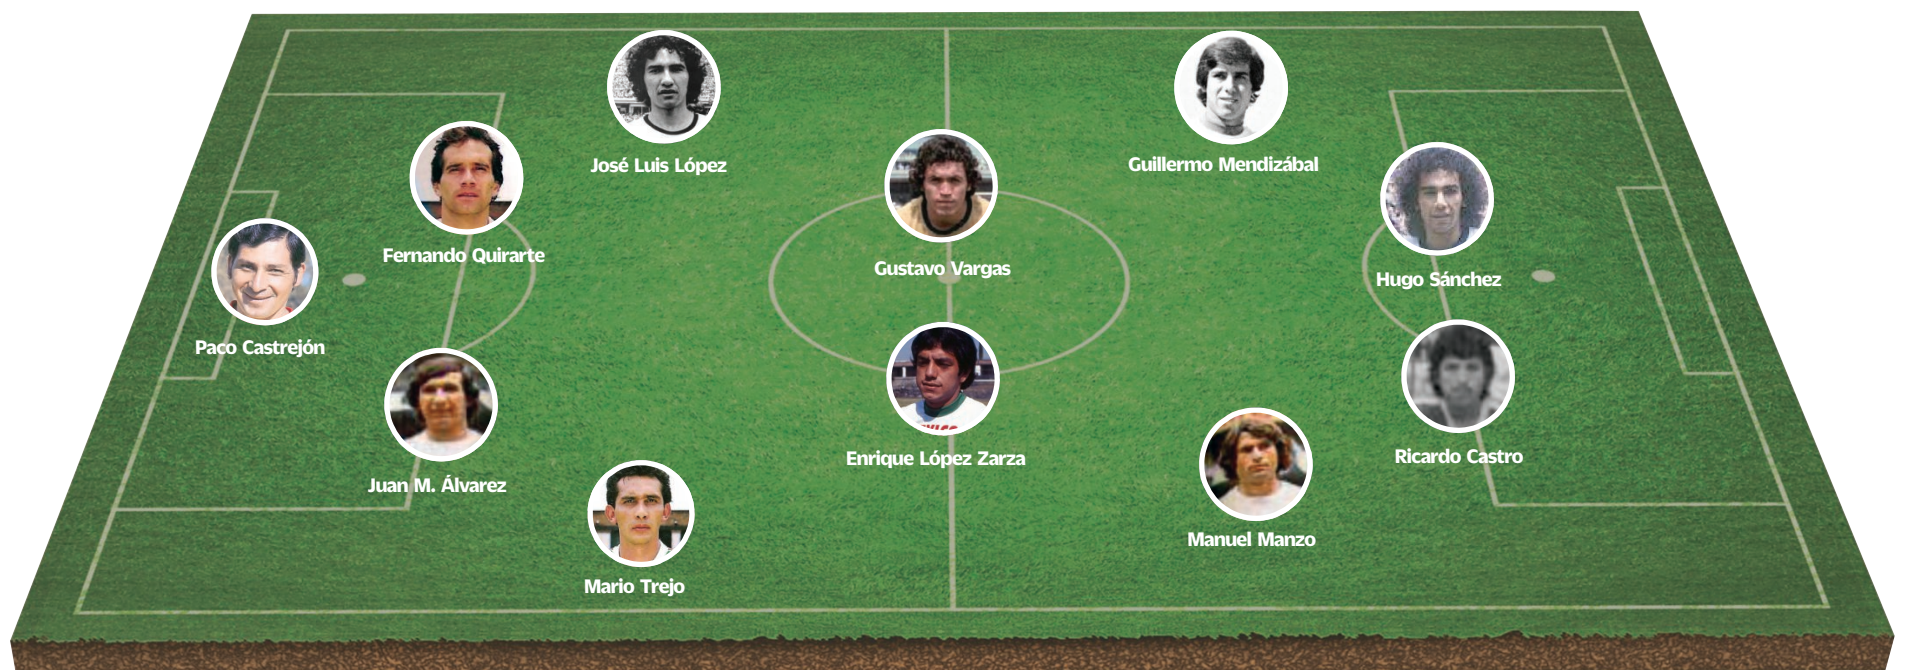 José Luis López
Guillermo Mendizábal
Fernando Quirarte
Gustavo Vargas
Hugo Sánchez
Paco Castrejón
Enrique López Zarza
Ricardo Castro
Juan M. Álvarez
Manuel Manzo
Mario Trejo